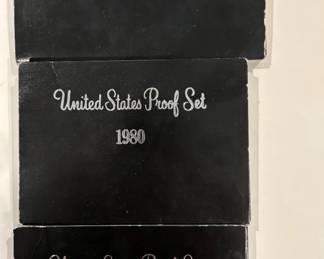 United States Proof Set
1980